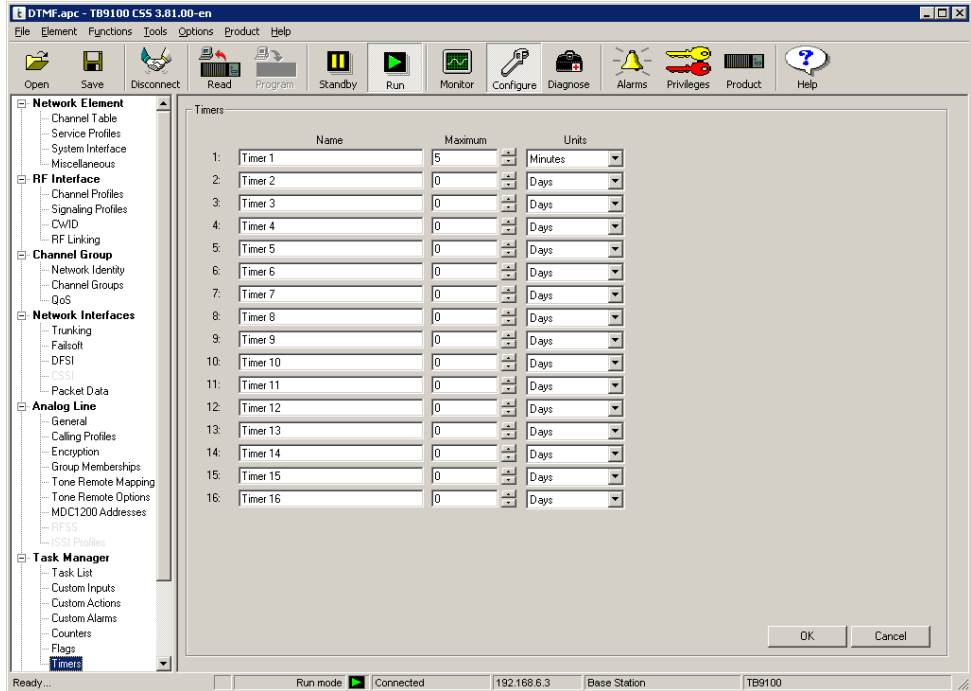 DTMF.apc - TB9100 CSS 3.81.00-en
File Element Functions Tools Options Product Help
Open Save Disconnect Read Program Standby Run Monitor Configure Diagnose Alarms Privileges Product Help
Network Element
Channel Table
Service Profiles
System Interface
Miscellaneous
RF Interface
Channel Profiles
Signaling Profiles
CWID
RF Linking
Channel Group
Network Identity
Channel Groups
QoS
Network Interfaces
Trunking
Failsoft
DFSI
CSSI
Packet Data
Analog Line
General
Calling Profiles
Encryption
Group Memberships
Tone Remote Mapping
Tone Remote Options
MDC1200 Addresses
RFSS
ISSI Profiles
Task Manager
Task List
Custom Inputs
Custom Actions
Custom Alarms
Counters
Flags
Timers
Timers
Name Maximum Units
1: Timer 1 5 Minutes
2: Timer 2 0 Days
3: Timer 3 0 Days
4: Timer 4 0 Days
5: Timer 5 0 Days
6: Timer 6 0 Days
7: Timer 7 0 Days
8: Timer 8 0 Days
9: Timer 9 0 Days
10: Timer 10 0 Days
11: Timer 11 0 Days
12: Timer 12 0 Days
13: Timer 13 0 Days
14: Timer 14 0 Days
15: Timer 15 0 Days
16: Timer 16 0 Days
OK Cancel
Ready... Run mode Connected 192.168.6.3 Base Station TB9100